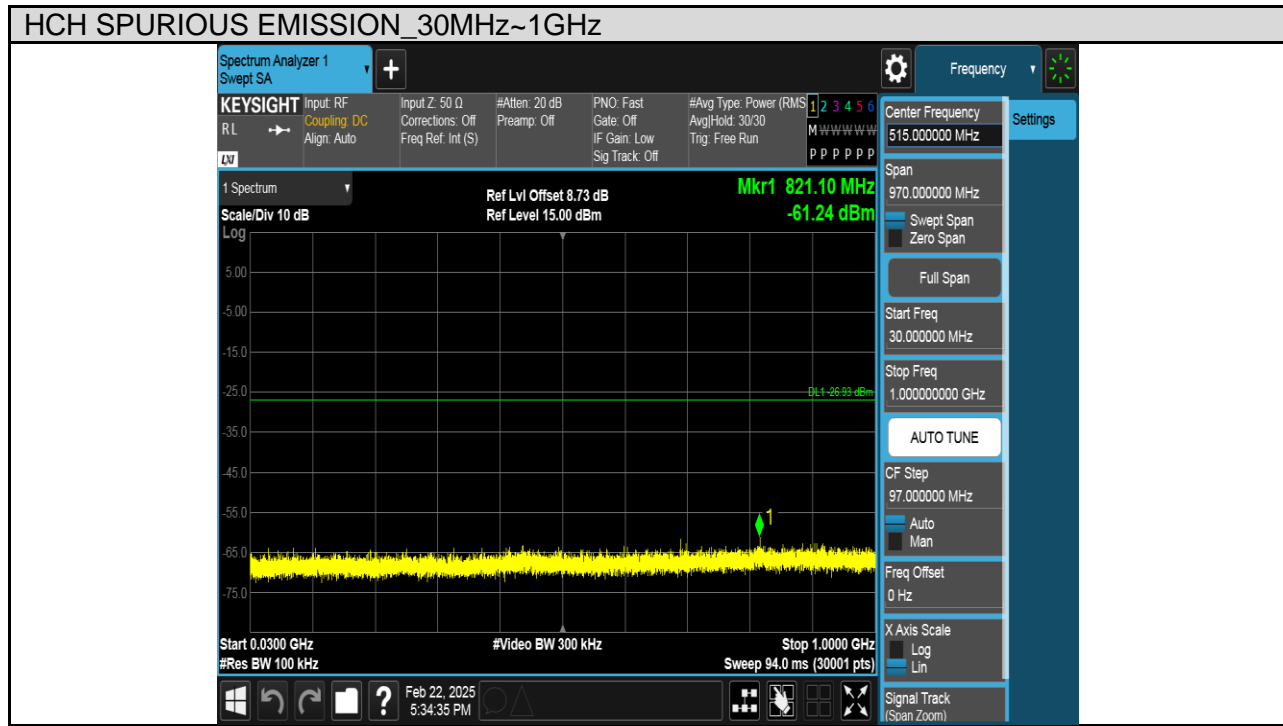 HCH SPURIOUS EMISSION_30MHz~1GHz
Spectrum Analyzer 1
Swept SA
+
Frequency
KEYSIGHT
RL
LXI
Input: RF
Coupling: DC
Align: Auto
Input Z: 50 Ω
Corrections: Off
Freq Ref: Int (S)
#Atten: 20 dB
Preamp: Off
PNO: Fast
Gate: Off
IF Gain: Low
Sig Track: Off
#Avg Type: Power (RMS
Avg|Hold: 30/30
Trig: Free Run
1 2 3 4 5 6
M W W W W W
P P P P P P
1 Spectrum
Scale/Div 10 dB
Ref Lvl Offset 8.73 dB
Ref Level 15.00 dBm
Mkr1 821.10 MHz
-61.24 dBm
Log
5.00
-5.00
-15.0
-25.0
DL1 -26.93 dBm
-35.0
-45.0
-55.0
1
-65.0
-75.0
Start 0.0300 GHz
#Res BW 100 kHz
#Video BW 300 kHz
Stop 1.0000 GHz
Sweep 94.0 ms (30001 pts)
?
Feb 22, 2025
5:34:35 PM
Center Frequency
515.000000 MHz
Settings
Span
970.000000 MHz
Swept Span
Zero Span
Full Span
Start Freq
30.000000 MHz
Stop Freq
1.000000000 GHz
AUTO TUNE
CF Step
97.000000 MHz
Auto
Man
Freq Offset
0 Hz
X Axis Scale
Log
Lin
Signal Track
(Span Zoom)